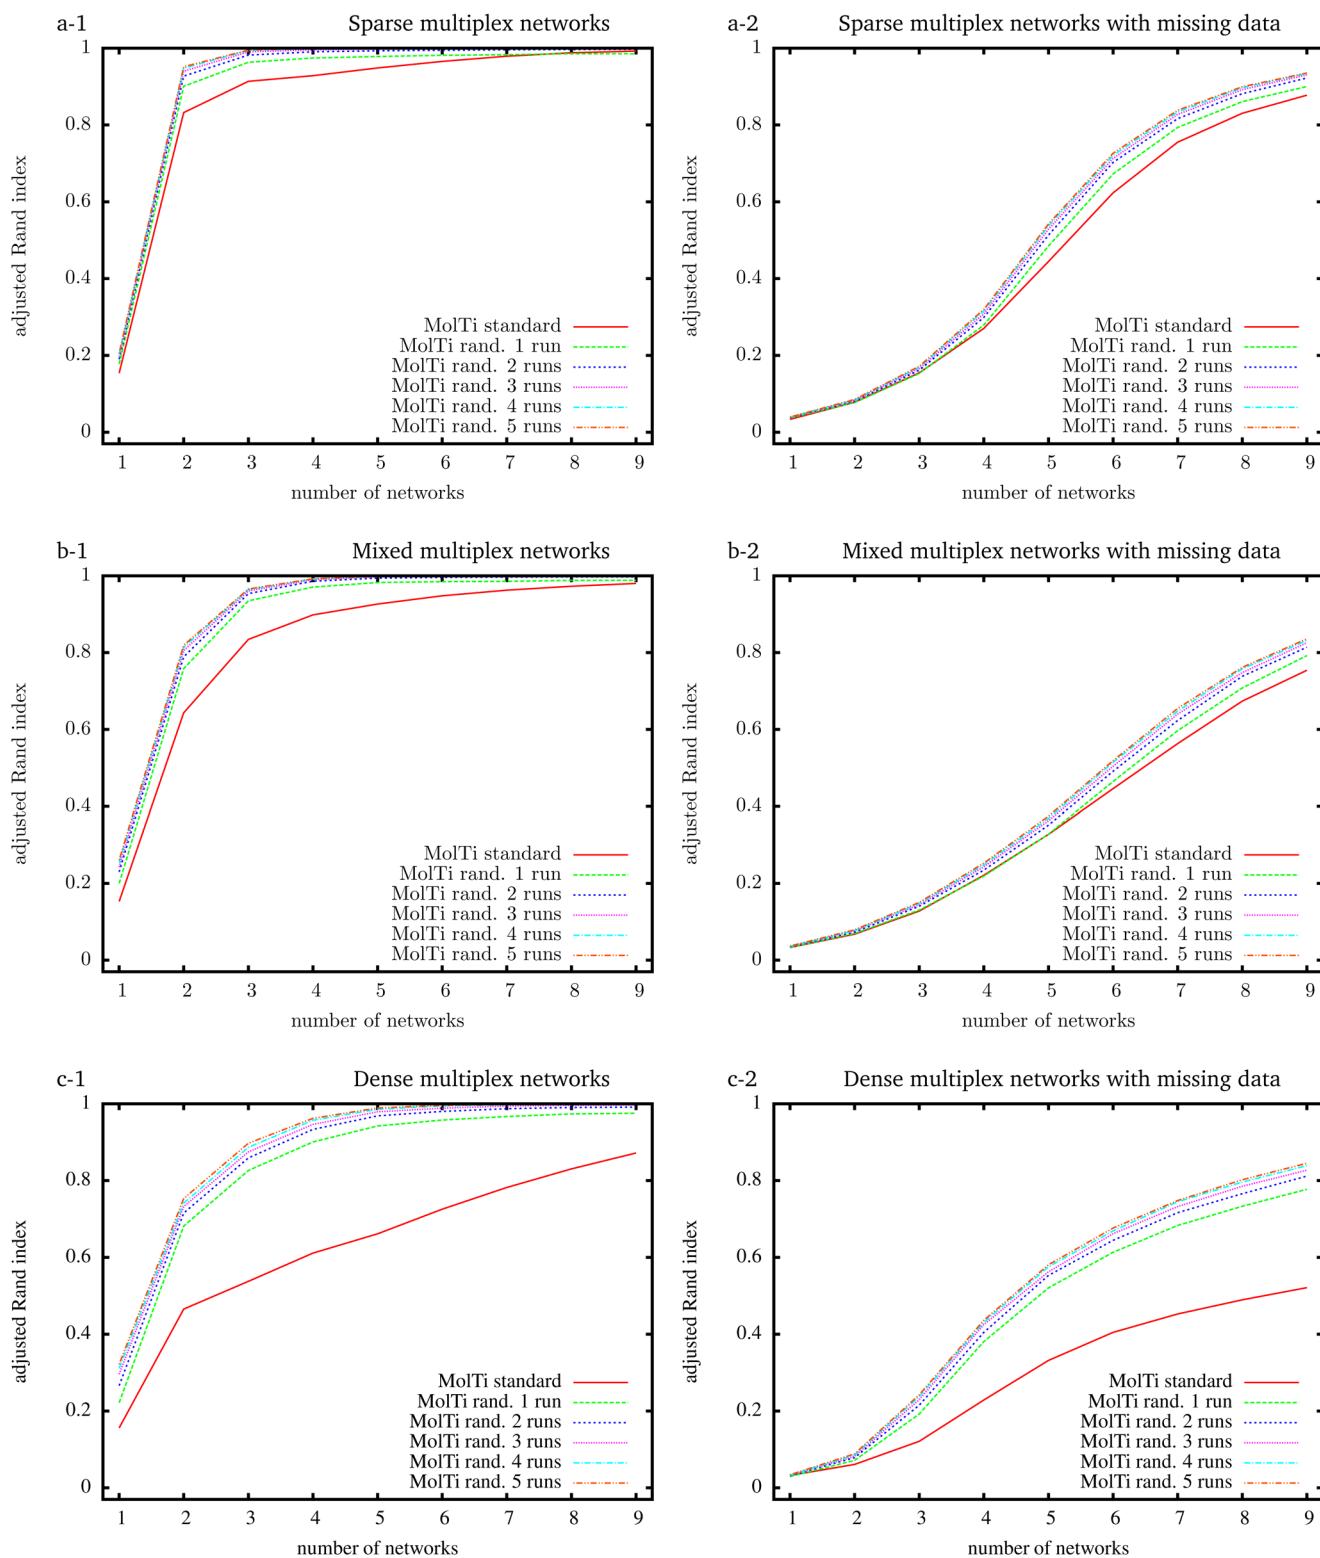 a-1 Sparse multiplex networks
1
0.8
0.6
0.4
0.2
0
adjusted Rand index
MolTi standard
MolTi rand. 1 run
MolTi rand. 2 runs
MolTi rand. 3 runs
MolTi rand. 4 runs
MolTi rand. 5 runs
1 2 3 4 5 6 7 8 9
number of networks
a-2 Sparse multiplex networks with missing data
1
0.8
0.6
0.4
0.2
0
adjusted Rand index
MolTi standard
MolTi rand. 1 run
MolTi rand. 2 runs
MolTi rand. 3 runs
MolTi rand. 4 runs
MolTi rand. 5 runs
1 2 3 4 5 6 7 8 9
number of networks
b-1 Mixed multiplex networks
1
0.8
0.6
0.4
0.2
0
adjusted Rand index
MolTi standard
MolTi rand. 1 run
MolTi rand. 2 runs
MolTi rand. 3 runs
MolTi rand. 4 runs
MolTi rand. 5 runs
1 2 3 4 5 6 7 8 9
number of networks
b-2 Mixed multiplex networks with missing data
1
0.8
0.6
0.4
0.2
0
adjusted Rand index
MolTi standard
MolTi rand. 1 run
MolTi rand. 2 runs
MolTi rand. 3 runs
MolTi rand. 4 runs
MolTi rand. 5 runs
1 2 3 4 5 6 7 8 9
number of networks
c-1 Dense multiplex networks
1
0.8
0.6
0.4
0.2
0
adjusted Rand index
MolTi standard
MolTi rand. 1 run
MolTi rand. 2 runs
MolTi rand. 3 runs
MolTi rand. 4 runs
MolTi rand. 5 runs
1 2 3 4 5 6 7 8 9
number of networks
c-2 Dense multiplex networks with missing data
1
0.8
0.6
0.4
0.2
0
adjusted Rand index
MolTi standard
MolTi rand. 1 run
MolTi rand. 2 runs
MolTi rand. 3 runs
MolTi rand. 4 runs
MolTi rand. 5 runs
1 2 3 4 5 6 7 8 9
number of networks